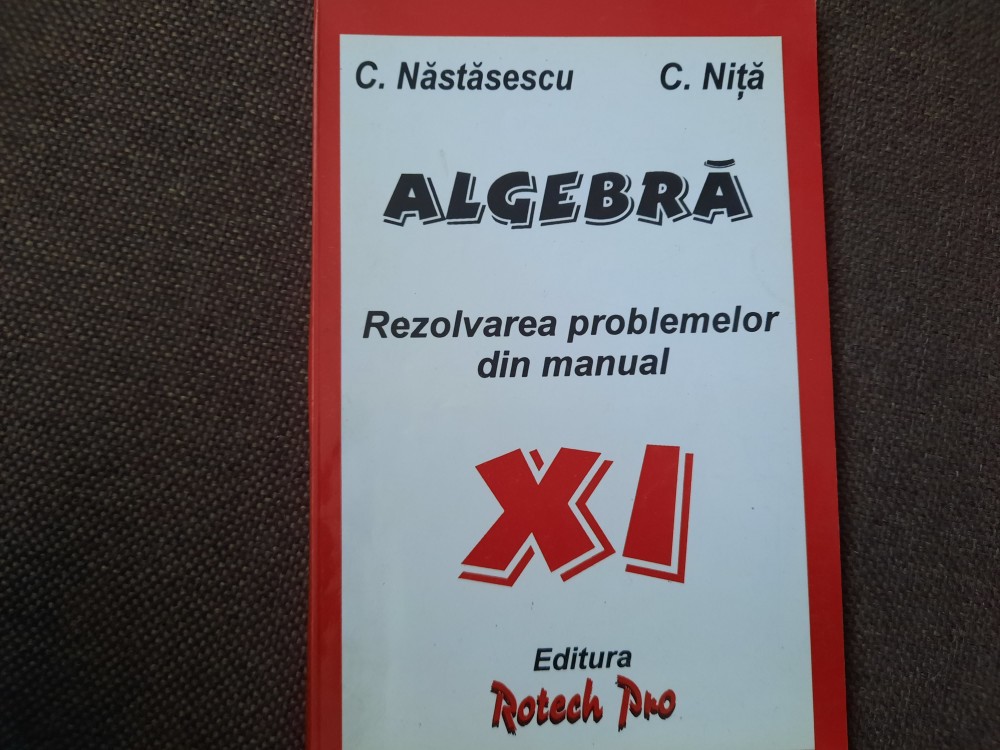 C. Năstăsescu C. Niță
ALGEBRĂ
Rezolvarea problemelor
din manual
XI
Editura
Rotech Pro